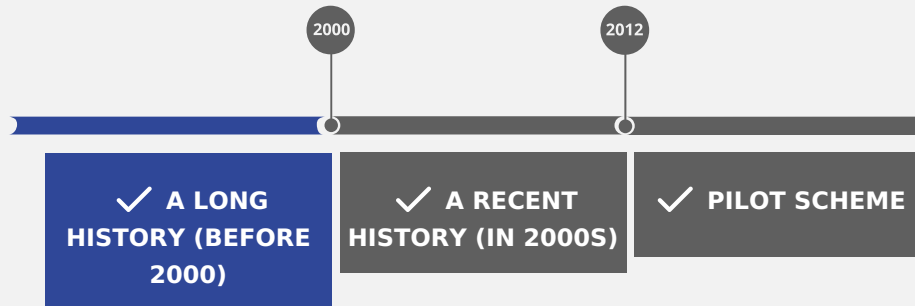 2000
2012
A LONG
HISTORY (BEFORE
2000)
A RECENT
HISTORY (IN 2000S)
PILOT SCHEME